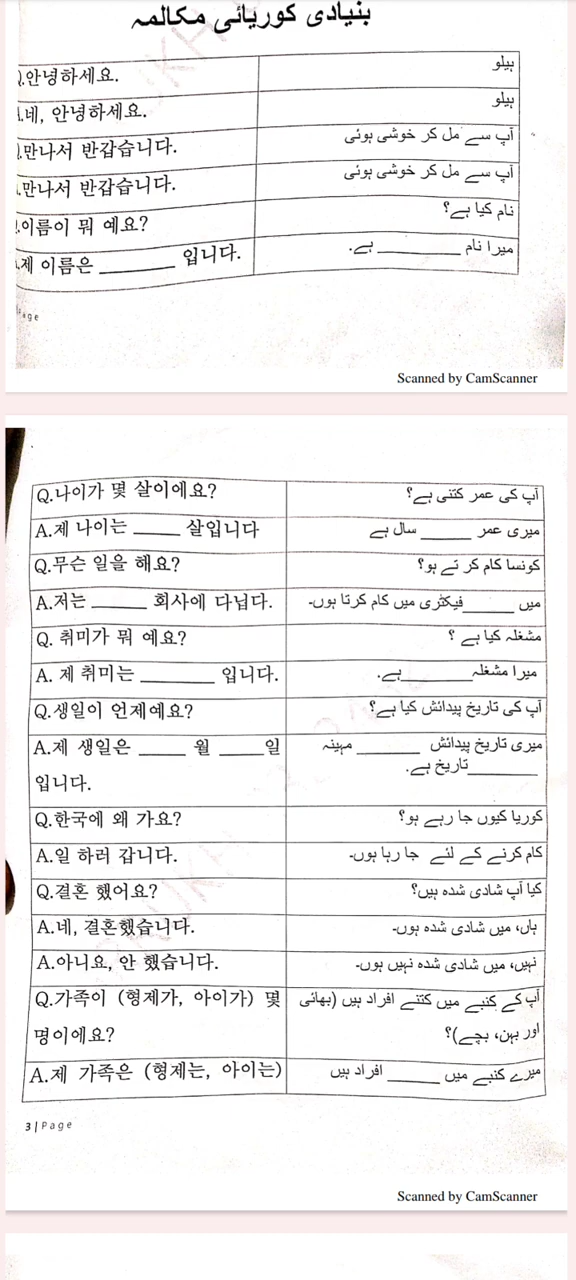 بنیادی کوریائی مکالمہ
.안녕하세요. ہیلو
.네, 안녕하세요. ہیلو
.만나서 반갑습니다. آپ سے مل کر خوشی ہوئی
.만나서 반갑습니다. آپ سے مل کر خوشی ہوئی
.이름이 뭐 예요? نام کیا ہے؟
.제 이름은 ______ 입니다. میرا نام ______ ہے.
age
Scanned by CamScanner
Q.나이가 몇 살이에요? آپ کی عمر کتنی ہے؟
A.제 나이는 ____ 살입니다 میری عمر ____ سال ہے
Q.무슨 일을 해요? کونسا کام کر تے ہو؟
A.저는 _____ 회사에 다닙다. میں _____ فیکٹری میں کام کرتا ہوں۔
Q. 취미가 뭐 예요? مشغلہ کیا ہے ؟
A. 제 취미는 ______ 입니다. میرا مشغلہ ______ ہے.
Q.생일이 언제예요? آپ کی تاریخ پیدائش کیا ہے؟
A.제 생일은 ____ 월 ____일 میری تاریخ پیدائش ______ مہینہ
입니다. ______تاریخ ہے.
Q.한국에 왜 가요? کوریا کیوں جا رہے ہو؟
A.일 하러 갑니다. کام کرنے کے لئے جا رہا ہوں۔
Q.결혼 했어요? کیا آپ شادی شدہ ہیں؟
A.네, 결혼했습니다. ہاں، میں شادی شدہ ہوں۔
A.아니요, 안 했습니다. نہیں، میں شادی شدہ نہیں ہوں۔
Q.가족이 (형제가, 아이가) 몇 آپ کے کنبے میں کتنے افراد ہیں (بھائی
명이에요? اور بہن، بچے)؟
A.제 가족은 (형제는, 아이는) میرے کنبے میں _____ افراد ہیں
3 | Page
Scanned by CamScanner